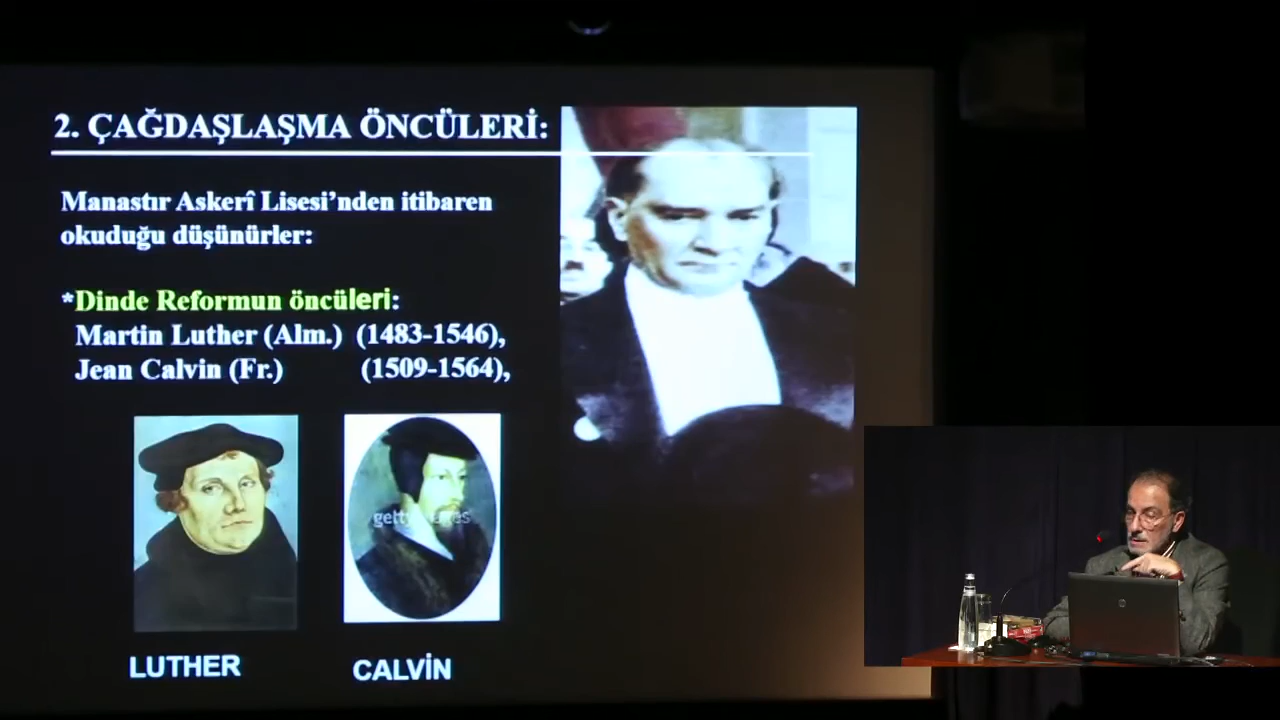 2. ÇAĞDAŞLAŞMA ÖNCÜLERİ:
Manastır Askerî Lisesi'nden itibaren
okuduğu düşünürler:
*Dinde Reformun öncüleri:
Martin Luther (Alm.) (1483-1546),
Jean Calvin (Fr.) (1509-1564),
LUTHER
CALVİN